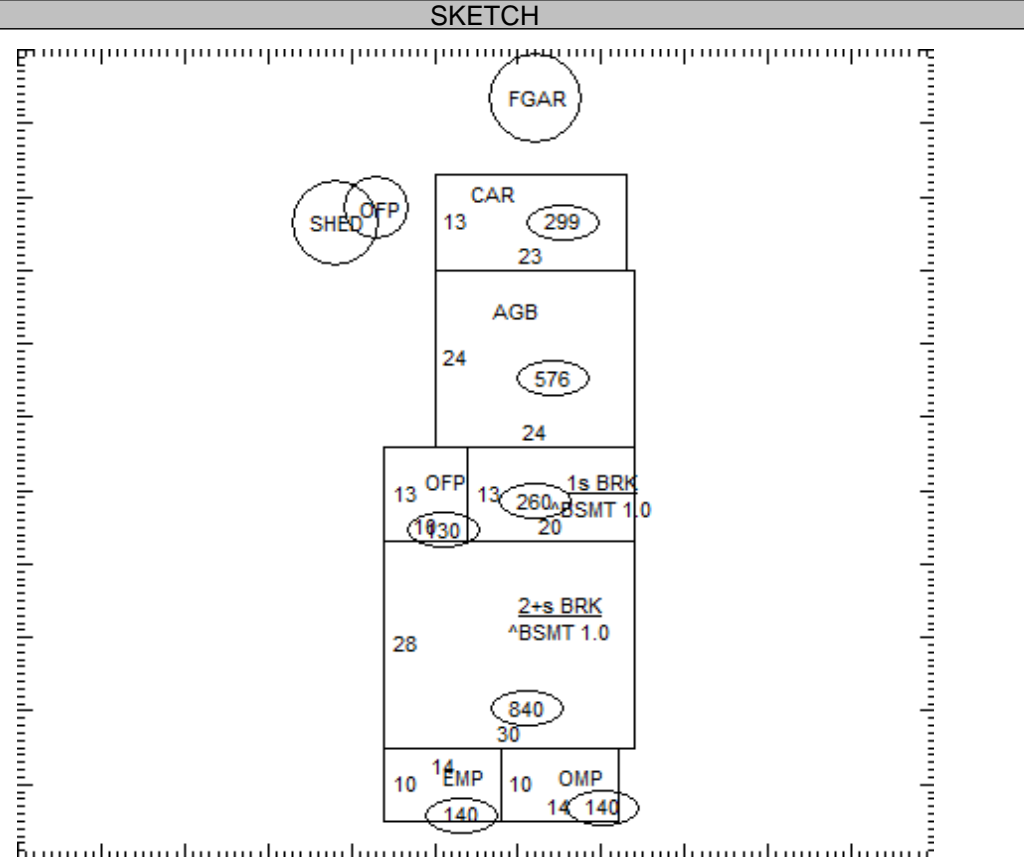 SKETCH
FGAR
SHED OFP
CAR
13 299
23
AGB
24
576
24
OFP 1s BRK
13 13 260 ^BSMT 1.0
10 130 20
2+s BRK
^BSMT 1.0
28
840
30
14
10 EMP 10 OMP
140 14 140